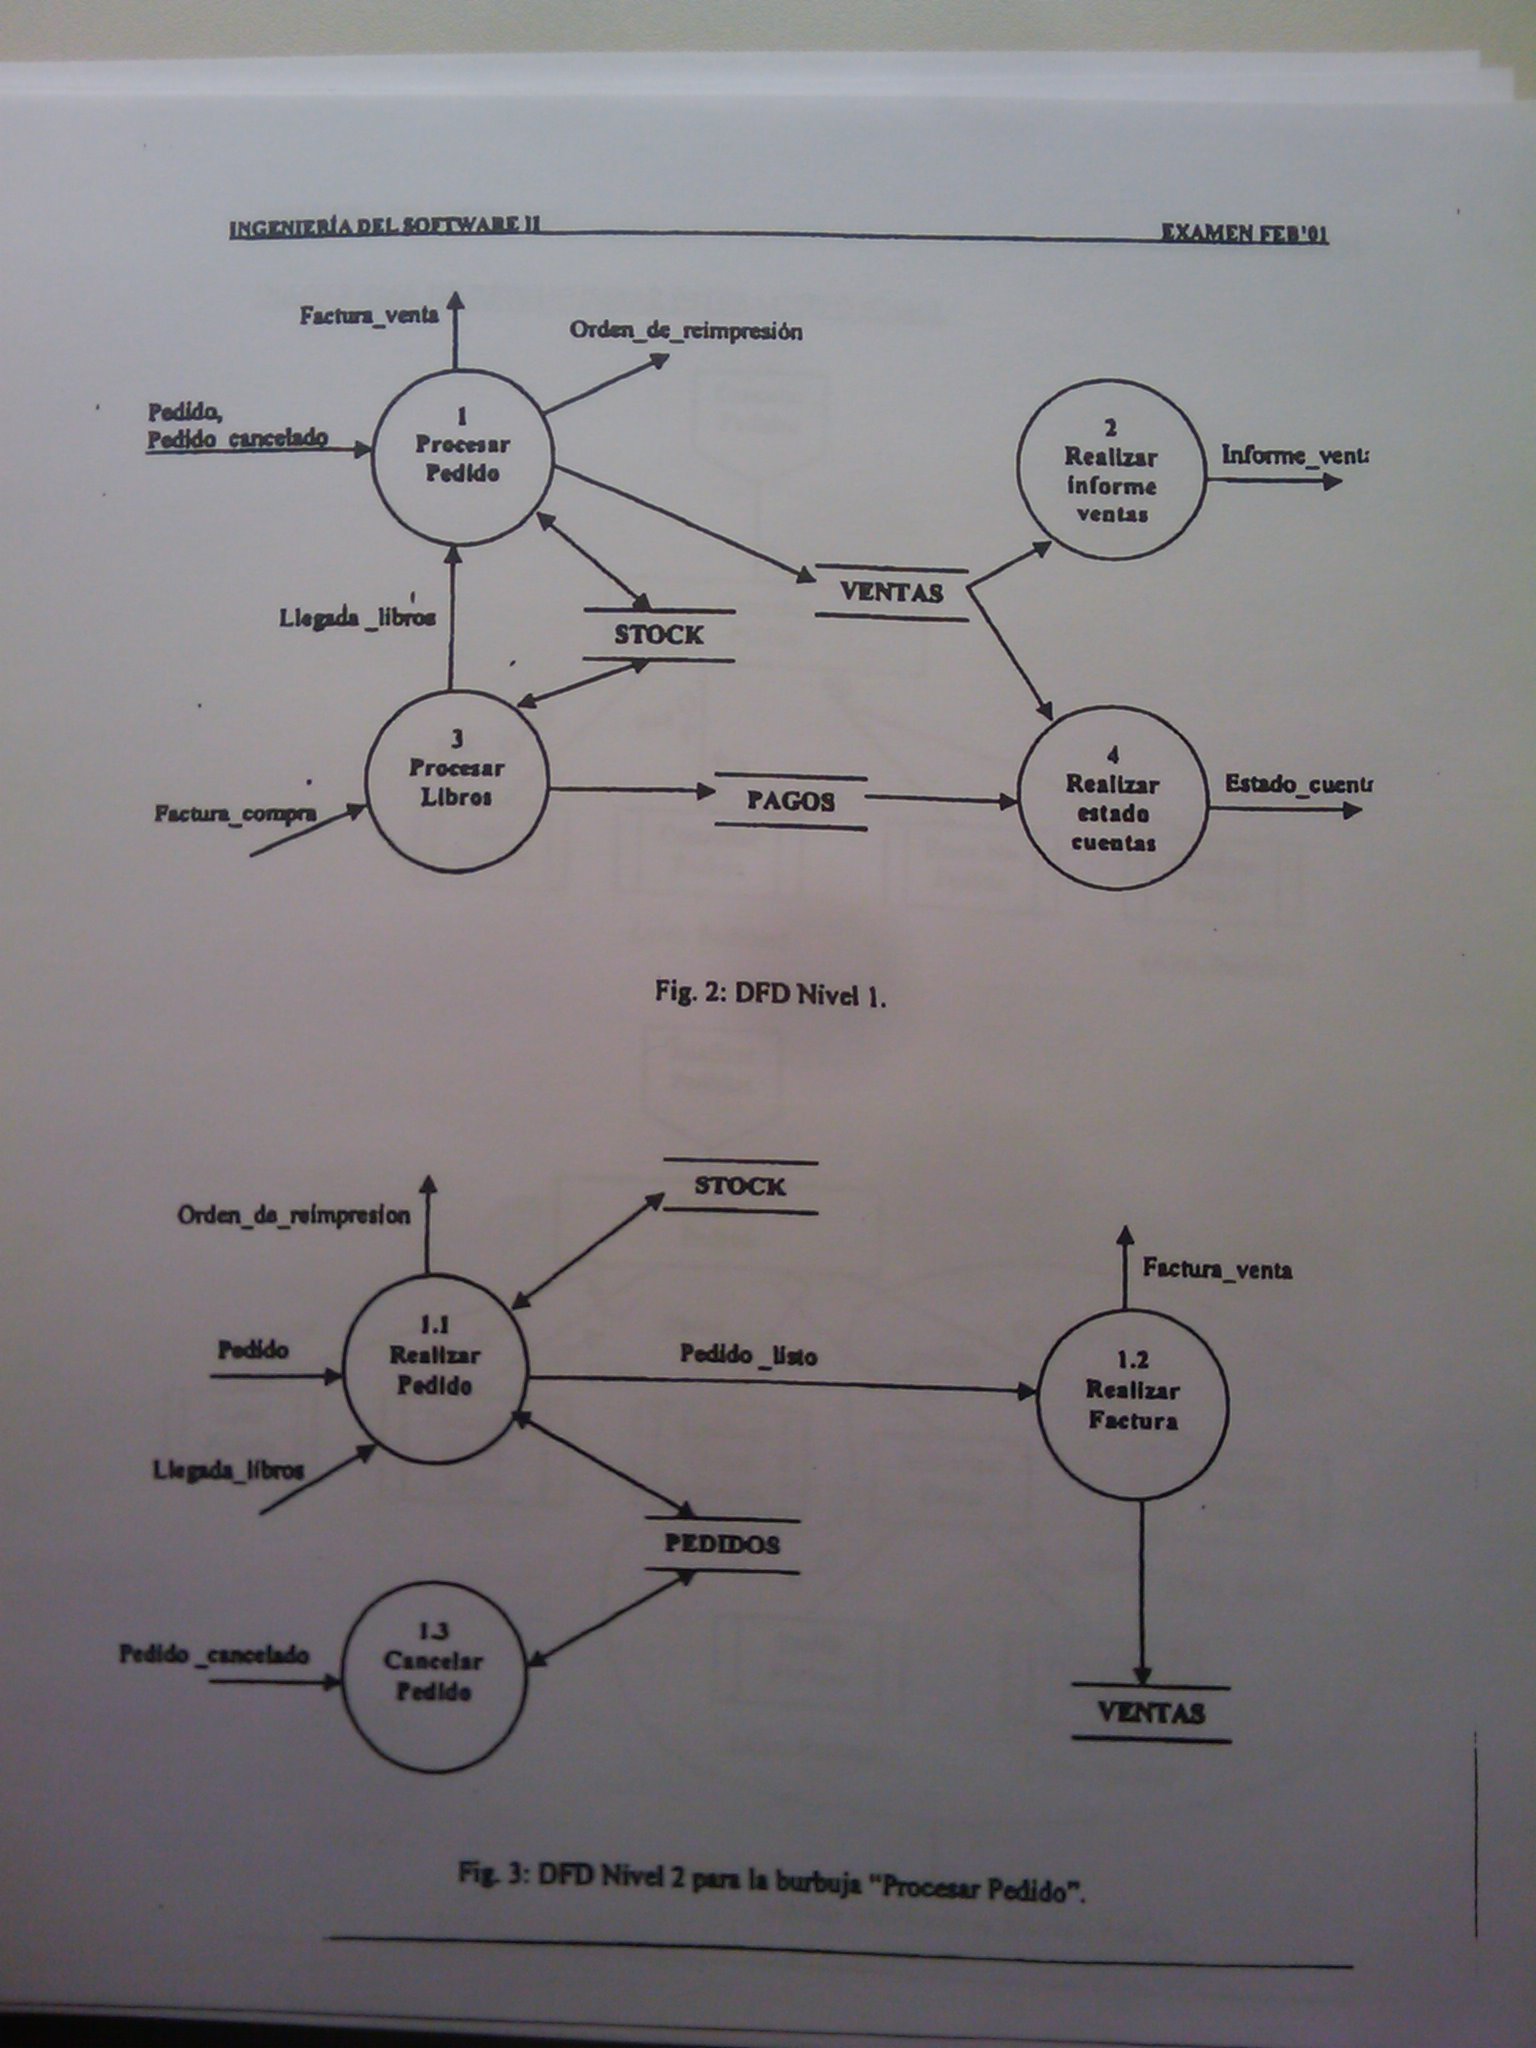 INGENIERÍA DEL SOFTWARE II
EXAMEN FEB'01
Factura_venta
Orden_de_reimpresión
Pedido,
Pedido_cancelado
1
Procesar
Pedido
2
Realizar
informe
ventas
Informe_vent
VENTAS
Llegada_libros
STOCK
3
Procesar
Libros
Factura_compra
PAGOS
4
Realizar
estado
cuentas
Estado_cuent
Fig. 2: DFD Nivel 1.
STOCK
Orden_de_reimpresion
Factura_venta
1.1
Realizar
Pedido
Pedido
Pedido_listo
1.2
Realizar
Factura
Llegada_libros
PEDIDOS
1.3
Cancelar
Pedido
Pedido_cancelado
VENTAS
Fig. 3: DFD Nivel 2 para la burbuja “Procesar Pedido”.